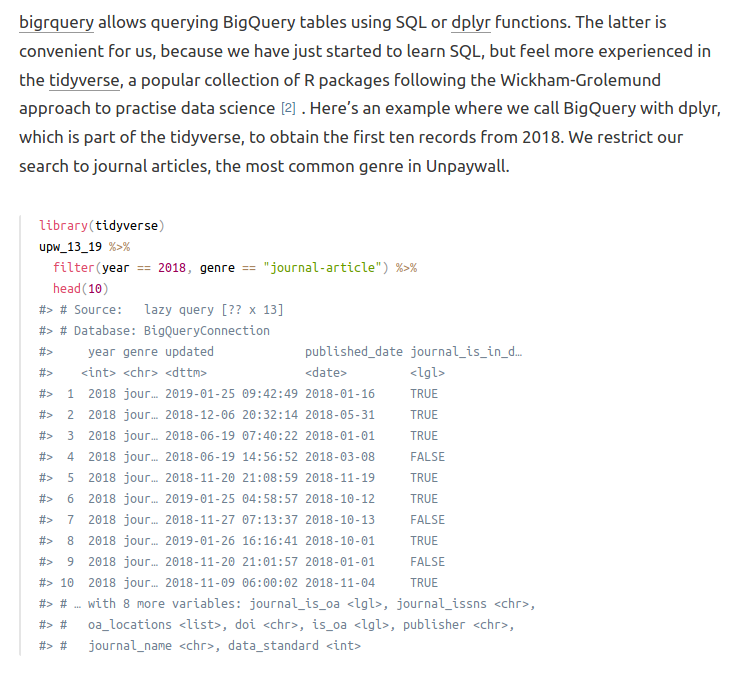 bigrquery allows querying BigQuery tables using SQL or dplyr functions. The latter is
convenient for us, because we have just started to learn SQL, but feel more experienced in
the tidyverse, a popular collection of R packages following the Wickham-Grolemund
approach to practise data science [2] . Here’s an example where we call BigQuery with dplyr,
which is part of the tidyverse, to obtain the first ten records from 2018. We restrict our
search to journal articles, the most common genre in Unpaywall.
library(tidyverse)
upw_13_19 %>%
  filter(year == 2018, genre == "journal-article") %>%
  head(10)
#> # Source:   lazy query [?? x 13]
#> # Database: BigQueryConnection
#>     year genre updated             published_date journal_is_in_d…
#>    <int> <chr> <dttm>              <date>         <lgl>
#>  1  2018 jour… 2019-01-25 09:42:49 2018-01-16     TRUE
#>  2  2018 jour… 2018-12-06 20:32:14 2018-05-31     TRUE
#>  3  2018 jour… 2018-06-19 07:40:22 2018-01-01     TRUE
#>  4  2018 jour… 2018-06-19 14:56:52 2018-03-08     FALSE
#>  5  2018 jour… 2018-11-20 21:08:59 2018-11-19     TRUE
#>  6  2018 jour… 2019-01-25 04:58:57 2018-10-12     TRUE
#>  7  2018 jour… 2018-11-27 07:13:37 2018-10-13     FALSE
#>  8  2018 jour… 2019-01-26 16:16:41 2018-10-01     TRUE
#>  9  2018 jour… 2018-11-20 21:01:57 2018-01-01     FALSE
#> 10  2018 jour… 2018-11-09 06:00:02 2018-11-04     TRUE
#> # … with 8 more variables: journal_is_oa <lgl>, journal_issns <chr>,
#> #   oa_locations <list>, doi <chr>, is_oa <lgl>, publisher <chr>,
#> #   journal_name <chr>, data_standard <int>